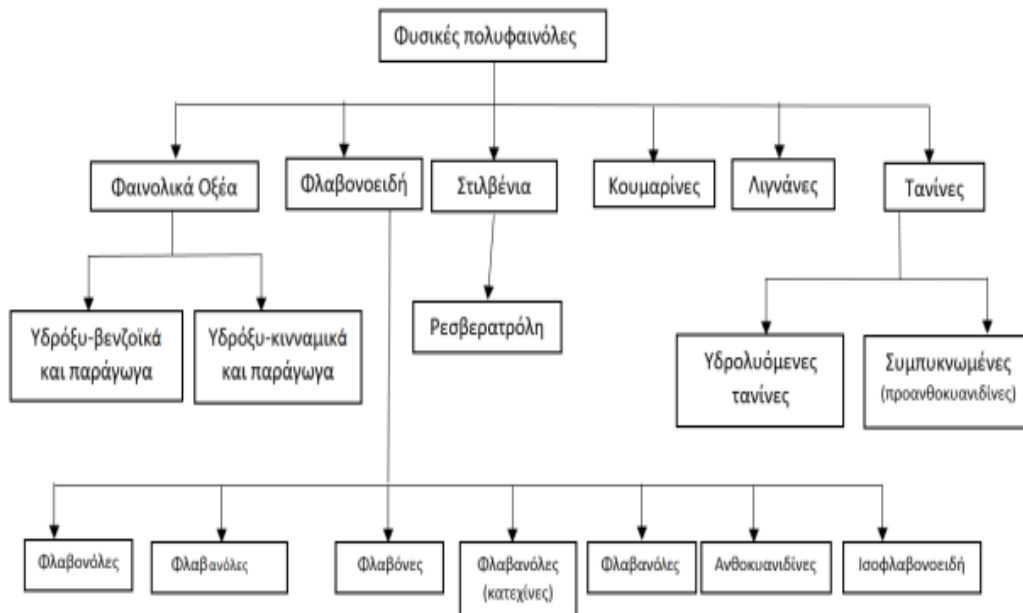 Φυσικές πολυφαινόλες
Φαινολικά Οξέα
Φλαβονοειδή
Στιλβένια
Κουμαρίνες
Λιγνάνες
Τανίνες
Υδρόξυ-βενζοϊκά
και παράγωγα
Υδρόξυ-κινναμικά
και παράγωγα
Ρεσβερατρόλη
Υδρολυόμενες
τανίνες
Συμπυκνωμένες
(προανθοκυανιδίνες)
Φλαβονόλες
Φλαβανόλες
Φλαβόνες
Φλαβανόλες
(κατεχίνες)
Φλαβανόλες
Ανθοκυανιδίνες
Ισοφλαβονοειδή